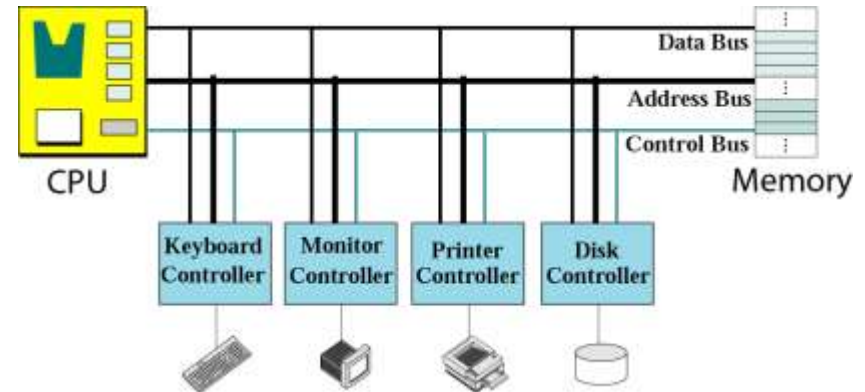 Data Bus
Address Bus
Control Bus
CPU
Memory
Keyboard
Controller
Monitor
Controller
Printer
Controller
Disk
Controller